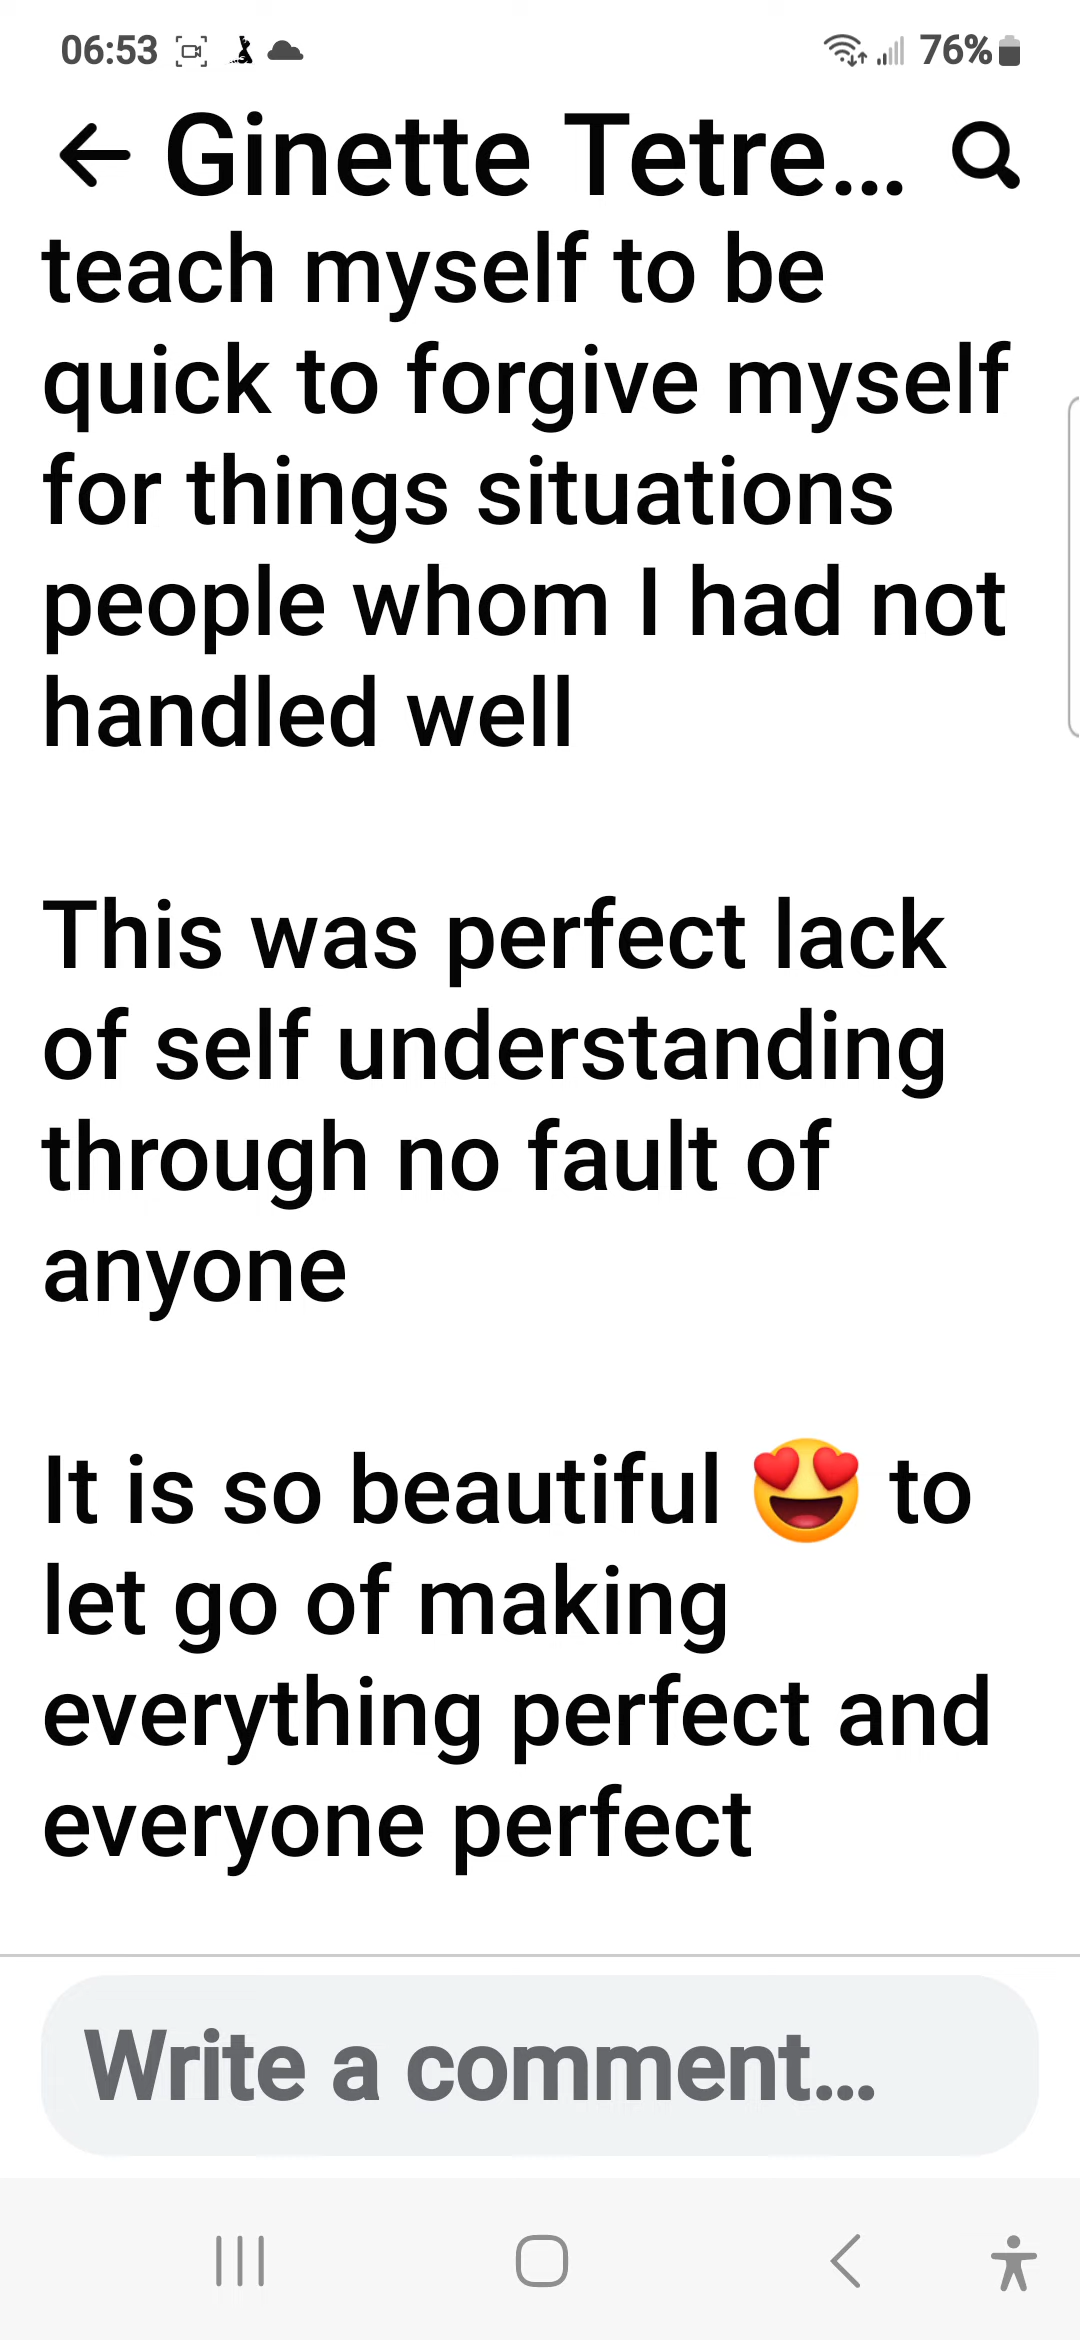 06:53 76%
Ginette Tetre...
teach myself to be
quick to forgive myself
for things situations
people whom I had not
handled well
This was perfect lack
of self understanding
through no fault of
anyone
It is so beautiful 😍 to
let go of making
everything perfect and
everyone perfect
Write a comment...